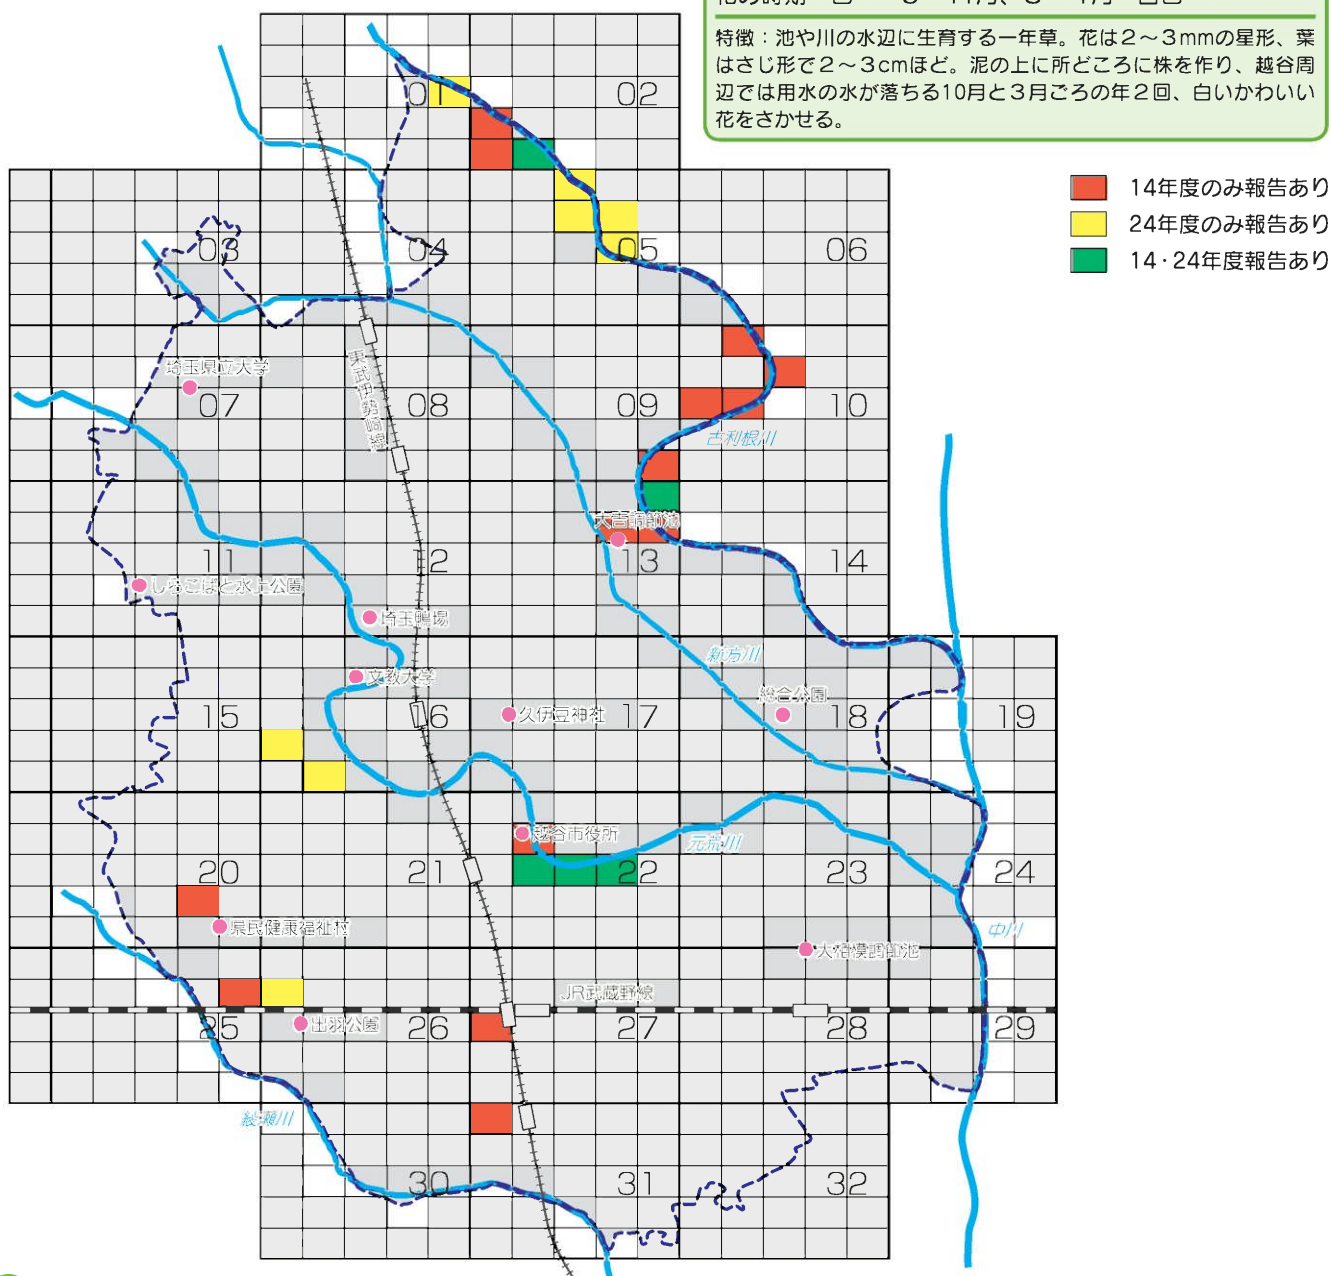 特徴：池や川の水辺に生育する一年草。花は２〜３mmの星形、葉
はさじ形で２〜３cmほど。泥の上に所どころに株を作り、越谷周
辺では用水の水が落ちる10月と３月ごろの年２回、白いかわいい
花をさかせる。
14年度のみ報告あり
24年度のみ報告あり
14・24年度報告あり
01
02
03
04
05
06
埼玉県立大学
東武伊勢崎線
07
08
09
10
古利根川
大吉調節池
11
12
13
14
しらこばと水上公園
埼玉鴨場
新方川
文教大学
総合公園
15
16
久伊豆神社
17
18
19
越谷市役所
元荒川
20
21
22
23
24
県民健康福祉村
中川
大相模調節池
JR武蔵野線
出羽公園
25
26
27
28
29
綾瀬川
30
31
32